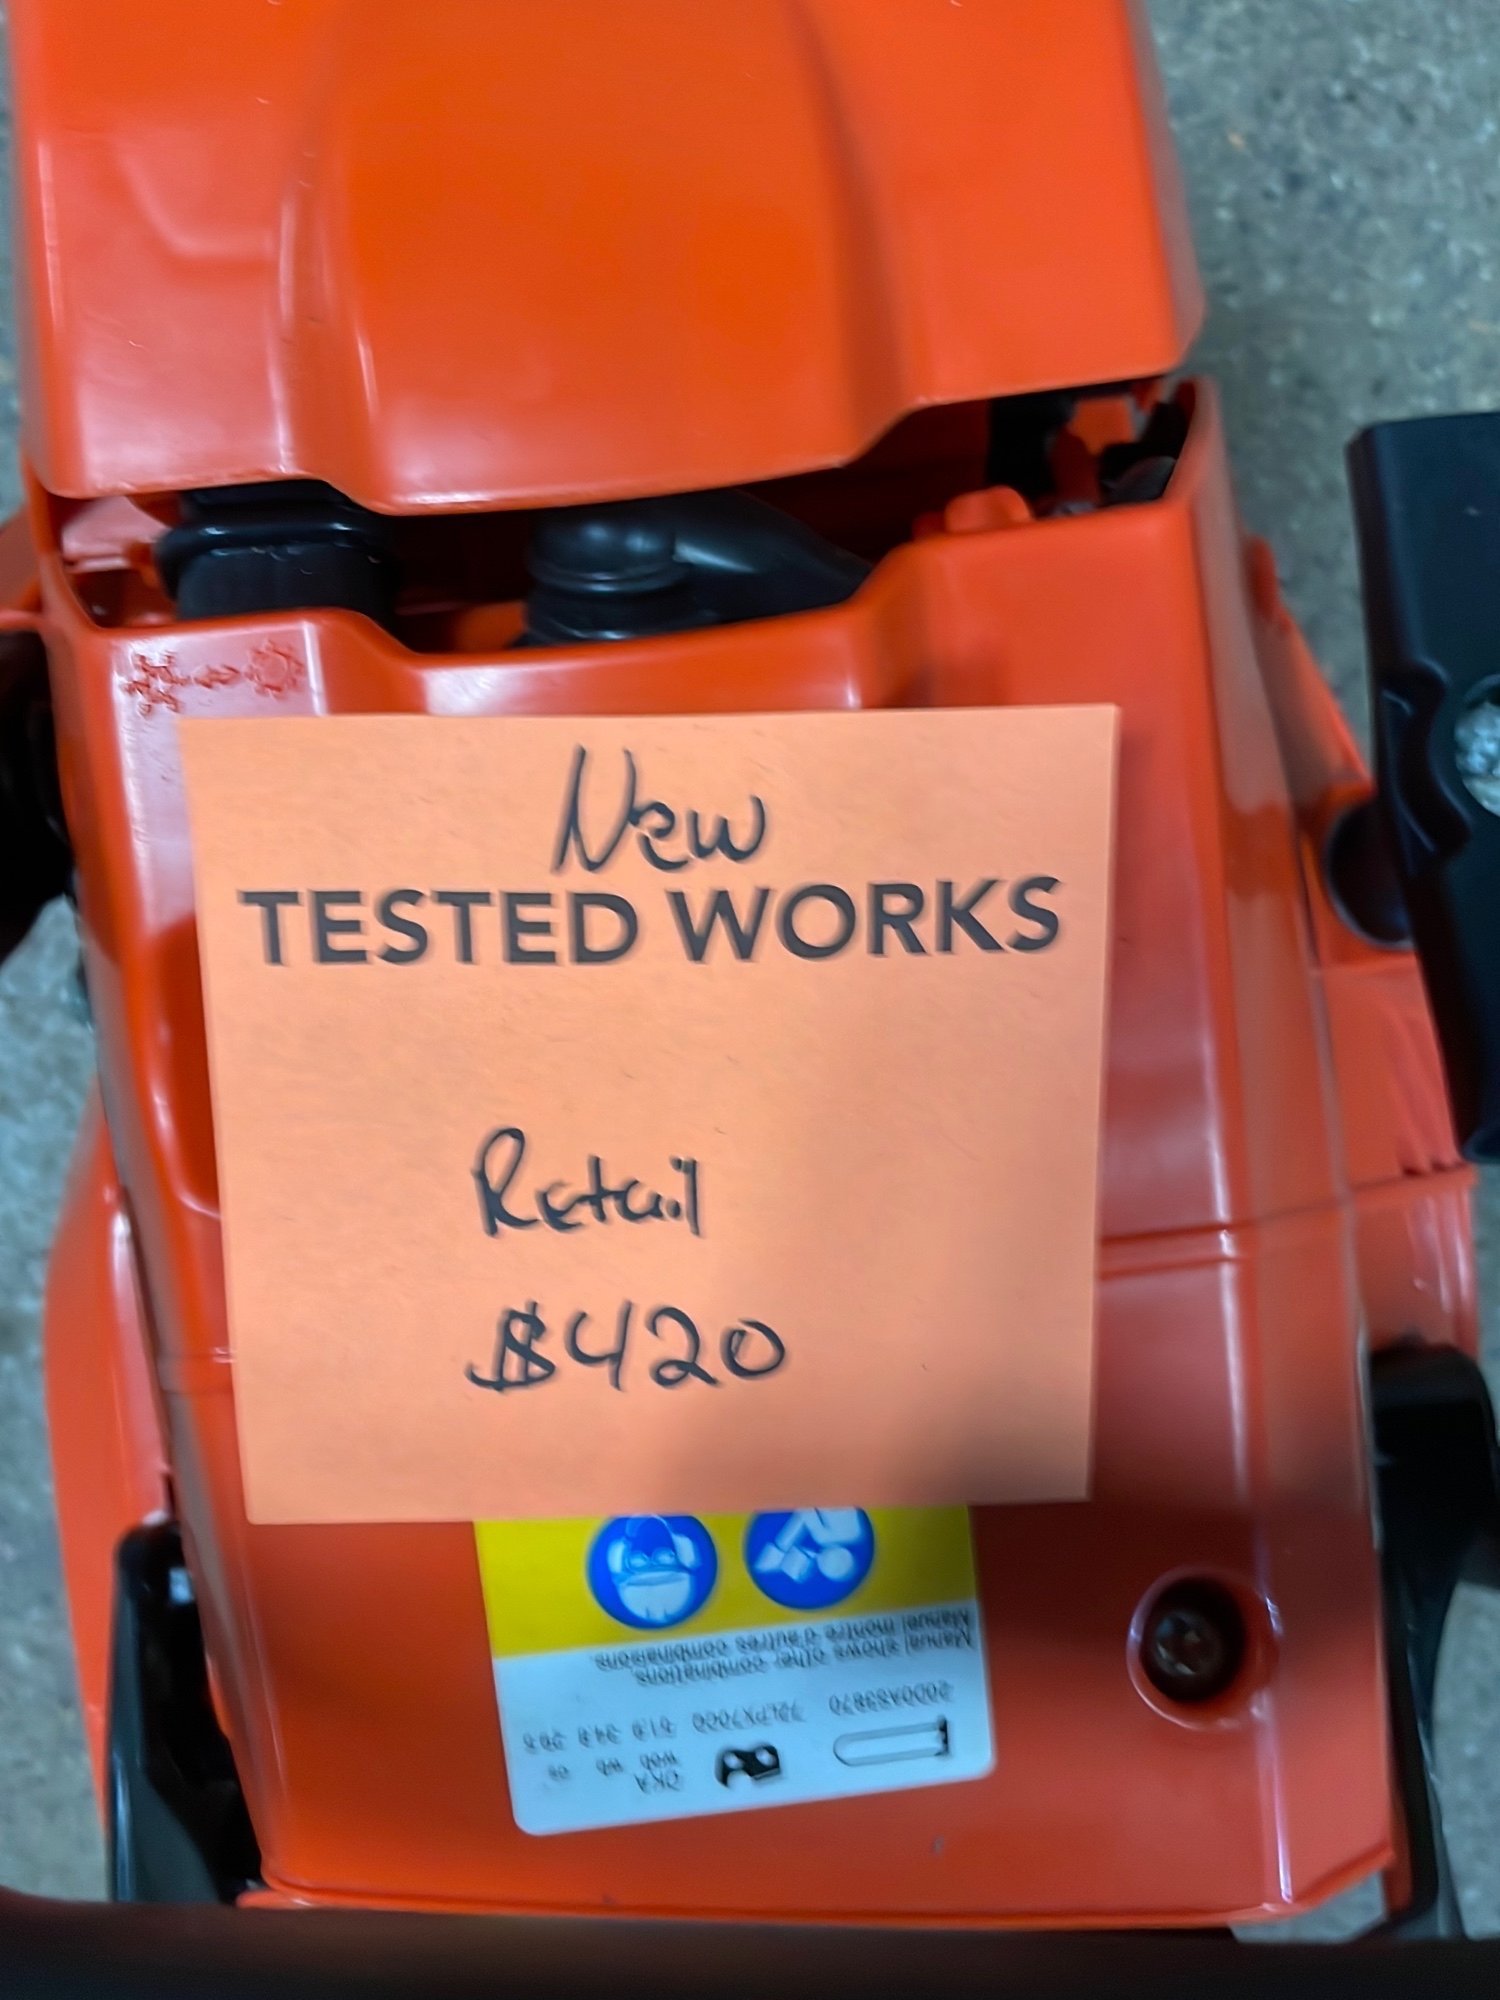 New
TESTED WORKS
Retail
$420
Manual shows other combinations.
Manuel montre d'autres combinaisons.